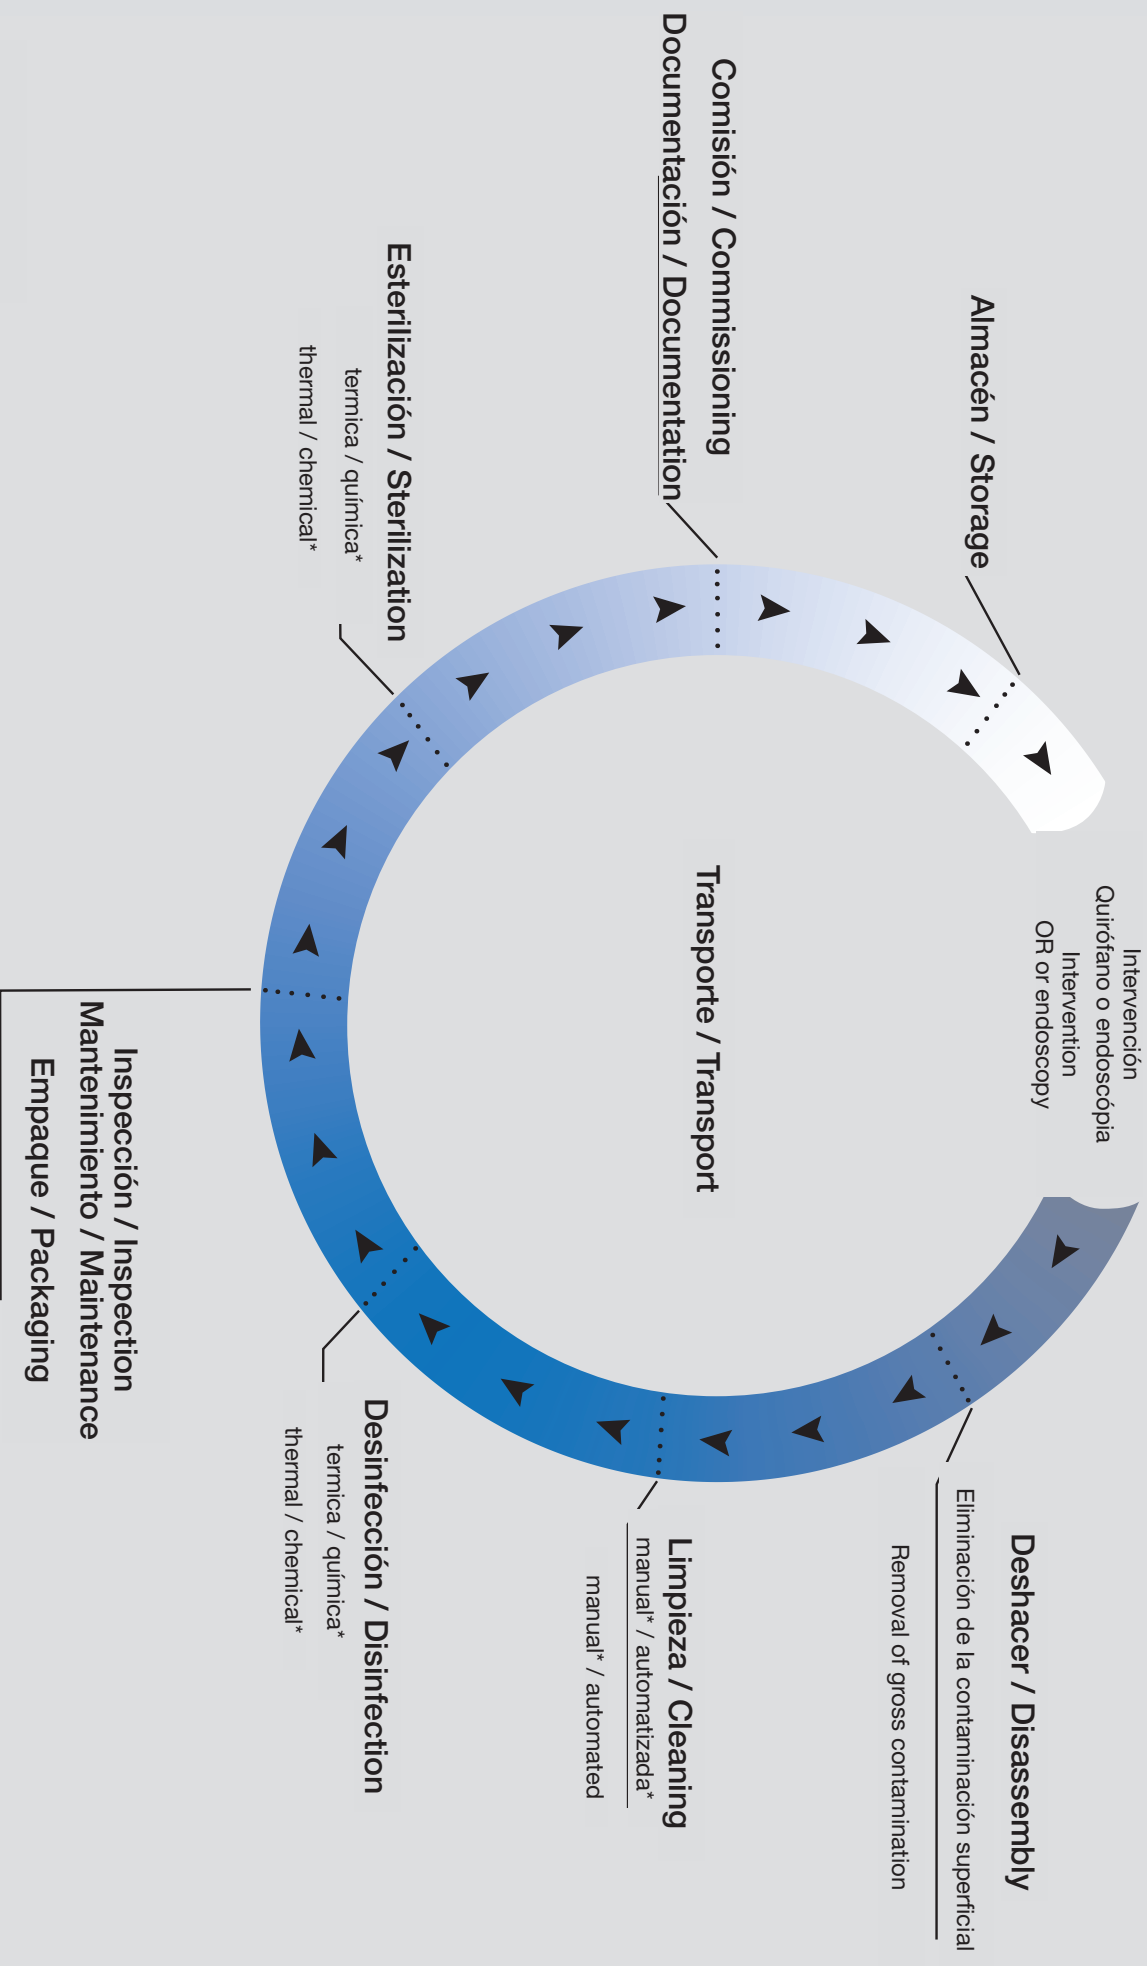 Intervención
Quirófano o endoscópia
Intervention
OR or endoscopy
Almacén / Storage
Deshacer / Disassembly
Eliminación de la contaminación superficial
Removal of gross contamination
Comisión / Commissioning
Documentación / Documentation
Transporte / Transport
Limpieza / Cleaning
manual* / automatizada*
manual* / automated
Esterilización / Sterilization
termica / química*
thermal / chemical*
Desinfección / Disinfection
termica / química*
thermal / chemical*
Inspección / Inspection
Mantenimiento / Maintenance
Empaque / Packaging